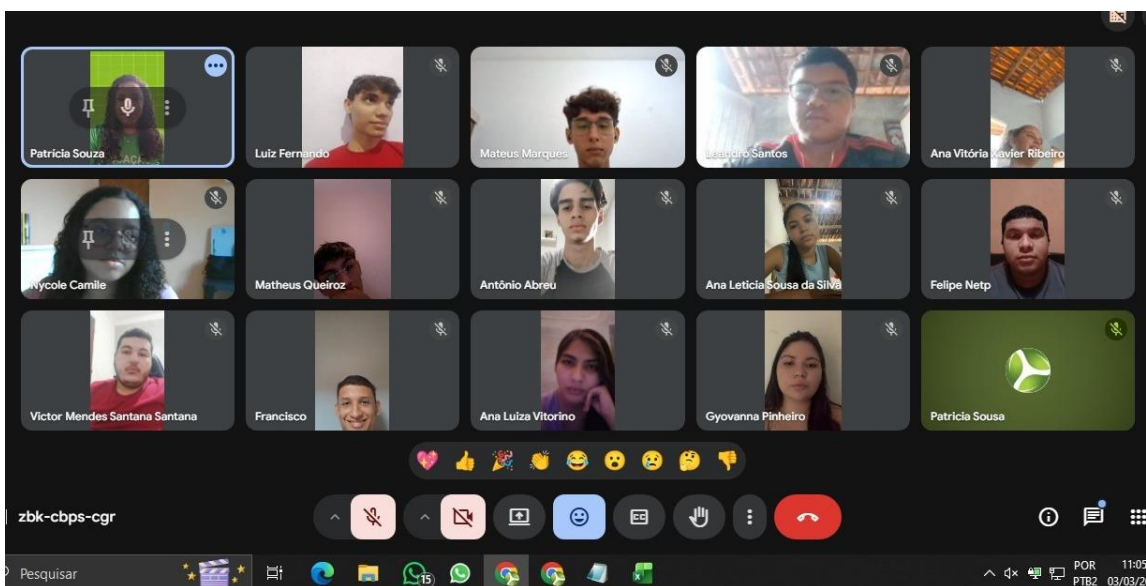 Patrícia Souza
Luiz Fernando
Mateus Marques
Leandro Santos
Ana Vitória Xavier Ribeiro
Nycole Camile
Matheus Queiroz
Antônio Abreu
Ana Leticia Sousa da Silva
Felipe Netp
Victor Mendes Santana Santana
Francisco
Ana Luiza Vitorino
Gyovanna Pinheiro
Patricia Sousa
zbk-cbps-cgr
CC
Pesquisar
15
POR
PTB2